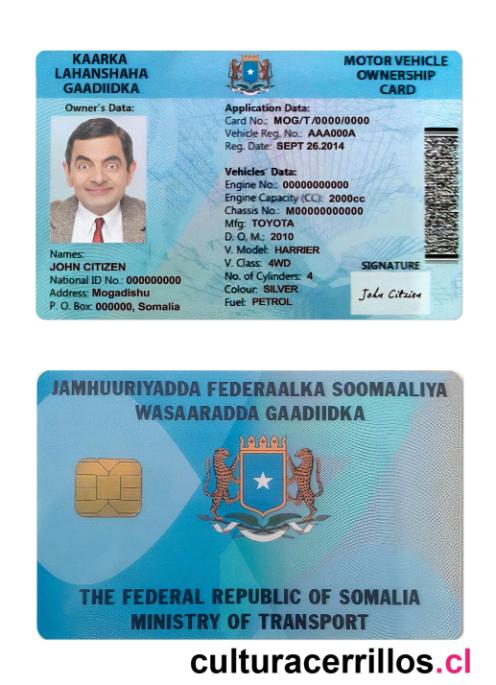 KAARKA
LAHANSHAHA
GAADIIDKA
MOTOR VEHICLE
OWNERSHIP
CARD
Owner's Data:
Names:
JOHN CITIZEN
National ID No.: 000000000
Address: Mogadishu
P. O. Box: 000000, Somalia
Application Data:
Card No.: MOG/T/0000/0000
Vehicle Reg. No.: AAA000A
Reg. Date: SEPT 26.2014
Vehicles' Data:
Engine No.: 00000000000
Engine Capacity (CC): 2000cc
Chassis No.: M00000000000
Mfg: TOYOTA
D. O. M.: 2010
V. Model: HARRIER
V. Class: 4WD
No. of Cylinders: 4
Colour: SILVER
Fuel: PETROL
SIGNATURE
John Citzien
JAMHUURIYADDA FEDERAALKA SOOMAALIYA
WASAARADDA GAADIIDKA
THE FEDERAL REPUBLIC OF SOMALIA
MINISTRY OF TRANSPORT
culturacerrillos.cl